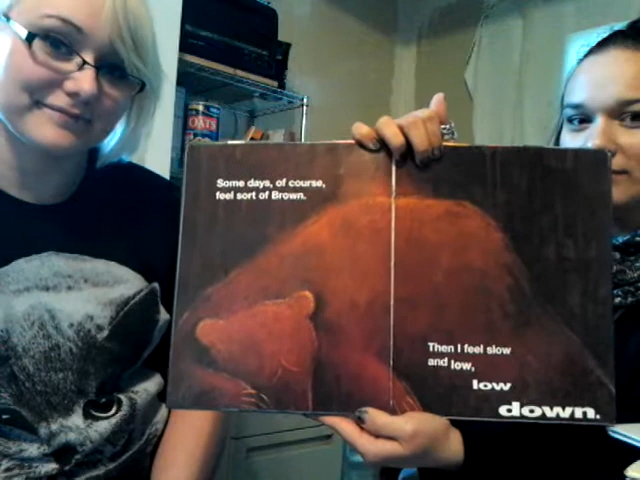 OATS
Some days, of course,
feel sort of Brown.
Then I feel slow
and low,
low
down.